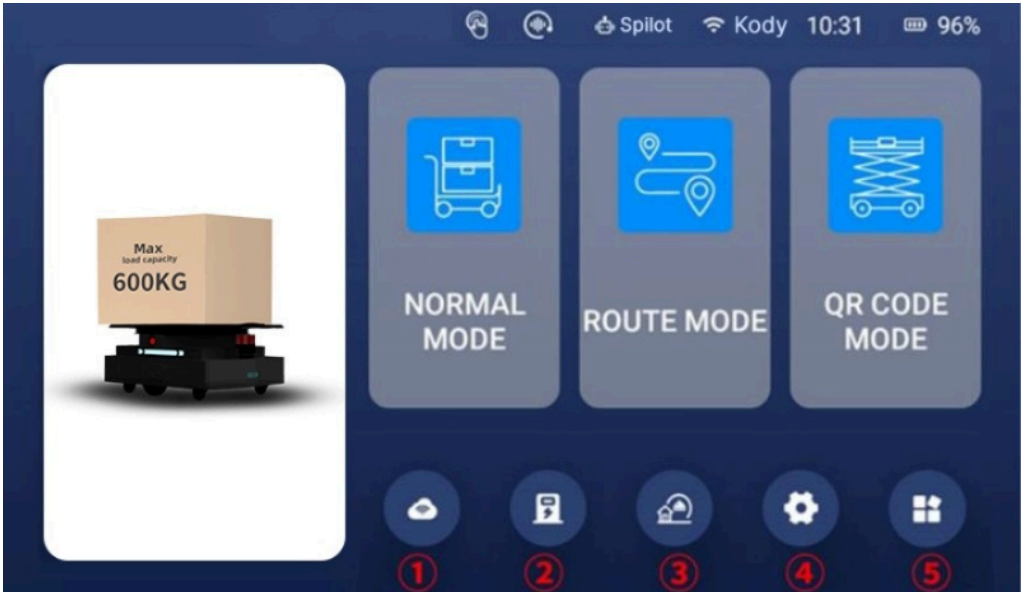 Spilot Kody 10:31 96%
Max
load capacity
600KG
NORMAL
MODE
ROUTE MODE
QR CODE
MODE
① ② ③ ④ ⑤